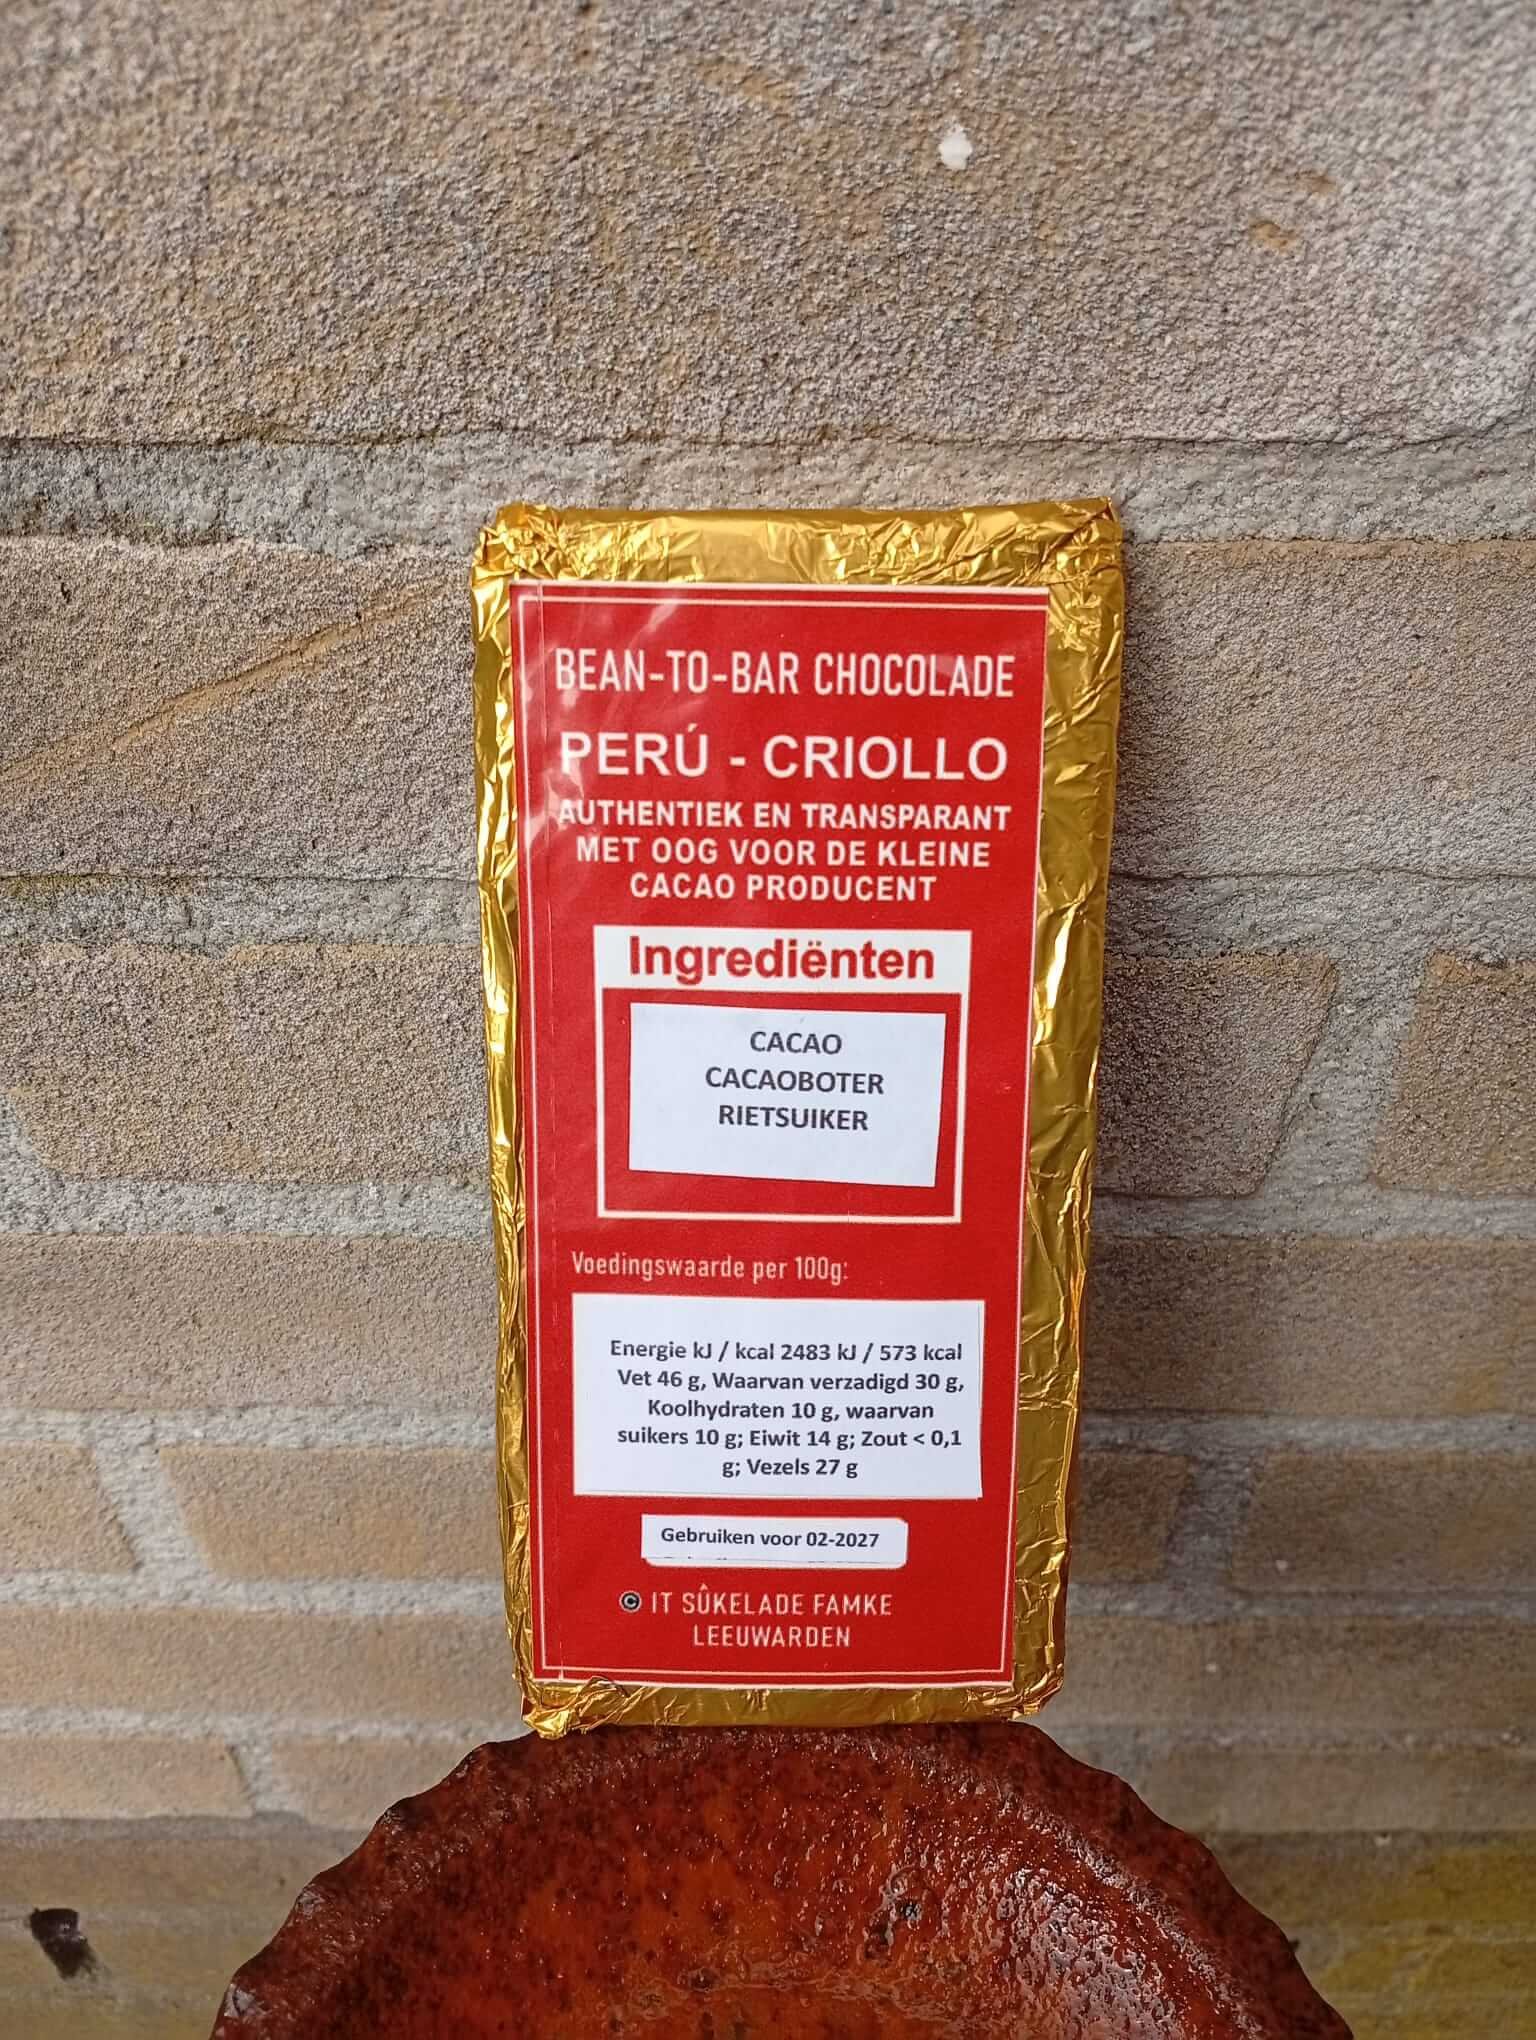 BEAN-TO-BAR CHOCOLADE
PERÚ - CRIOLLO
AUTHENTIEK EN TRANSPARANT
MET OOG VOOR DE KLEINE
CACAO PRODUCENT
Ingrediënten
CACAO
CACAOBOTER
RIETSUIKER
Voedingswaarde per 100g:
Energie kJ / kcal 2483 kJ / 573 kcal
Vet 46 g, Waarvan verzadigd 30 g,
Koolhydraten 10 g, waarvan
suikers 10 g; Eiwit 14 g; Zout < 0,1
g; Vezels 27 g
Gebruiken voor 02-2027
© IT SÛKELADE FAMKE
LEEUWARDEN